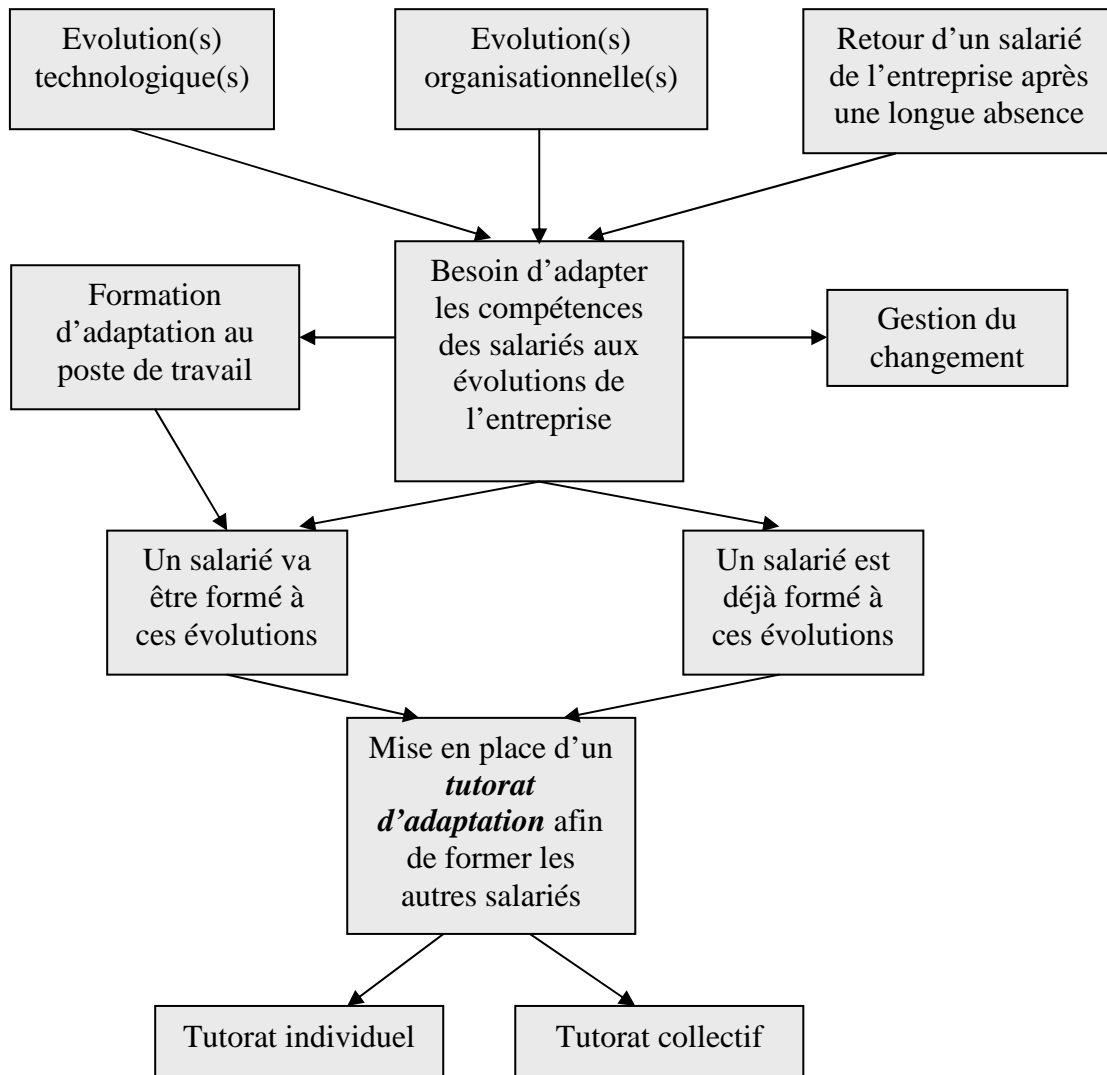 Evolution(s)
technologique(s)
Evolution(s)
organisationnelle(s)
Retour d’un salarié
de l’entreprise après
une longue absence
Formation
d’adaptation au
poste de travail
Besoin d’adapter
les compétences
des salariés aux
évolutions de
l’entreprise
Gestion du
changement
Un salarié va
être formé à
ces évolutions
Un salarié est
déjà formé à
ces évolutions
Mise en place d’un
tutorat
d’adaptation afin
de former les
autres salariés
Tutorat individuel
Tutorat collectif